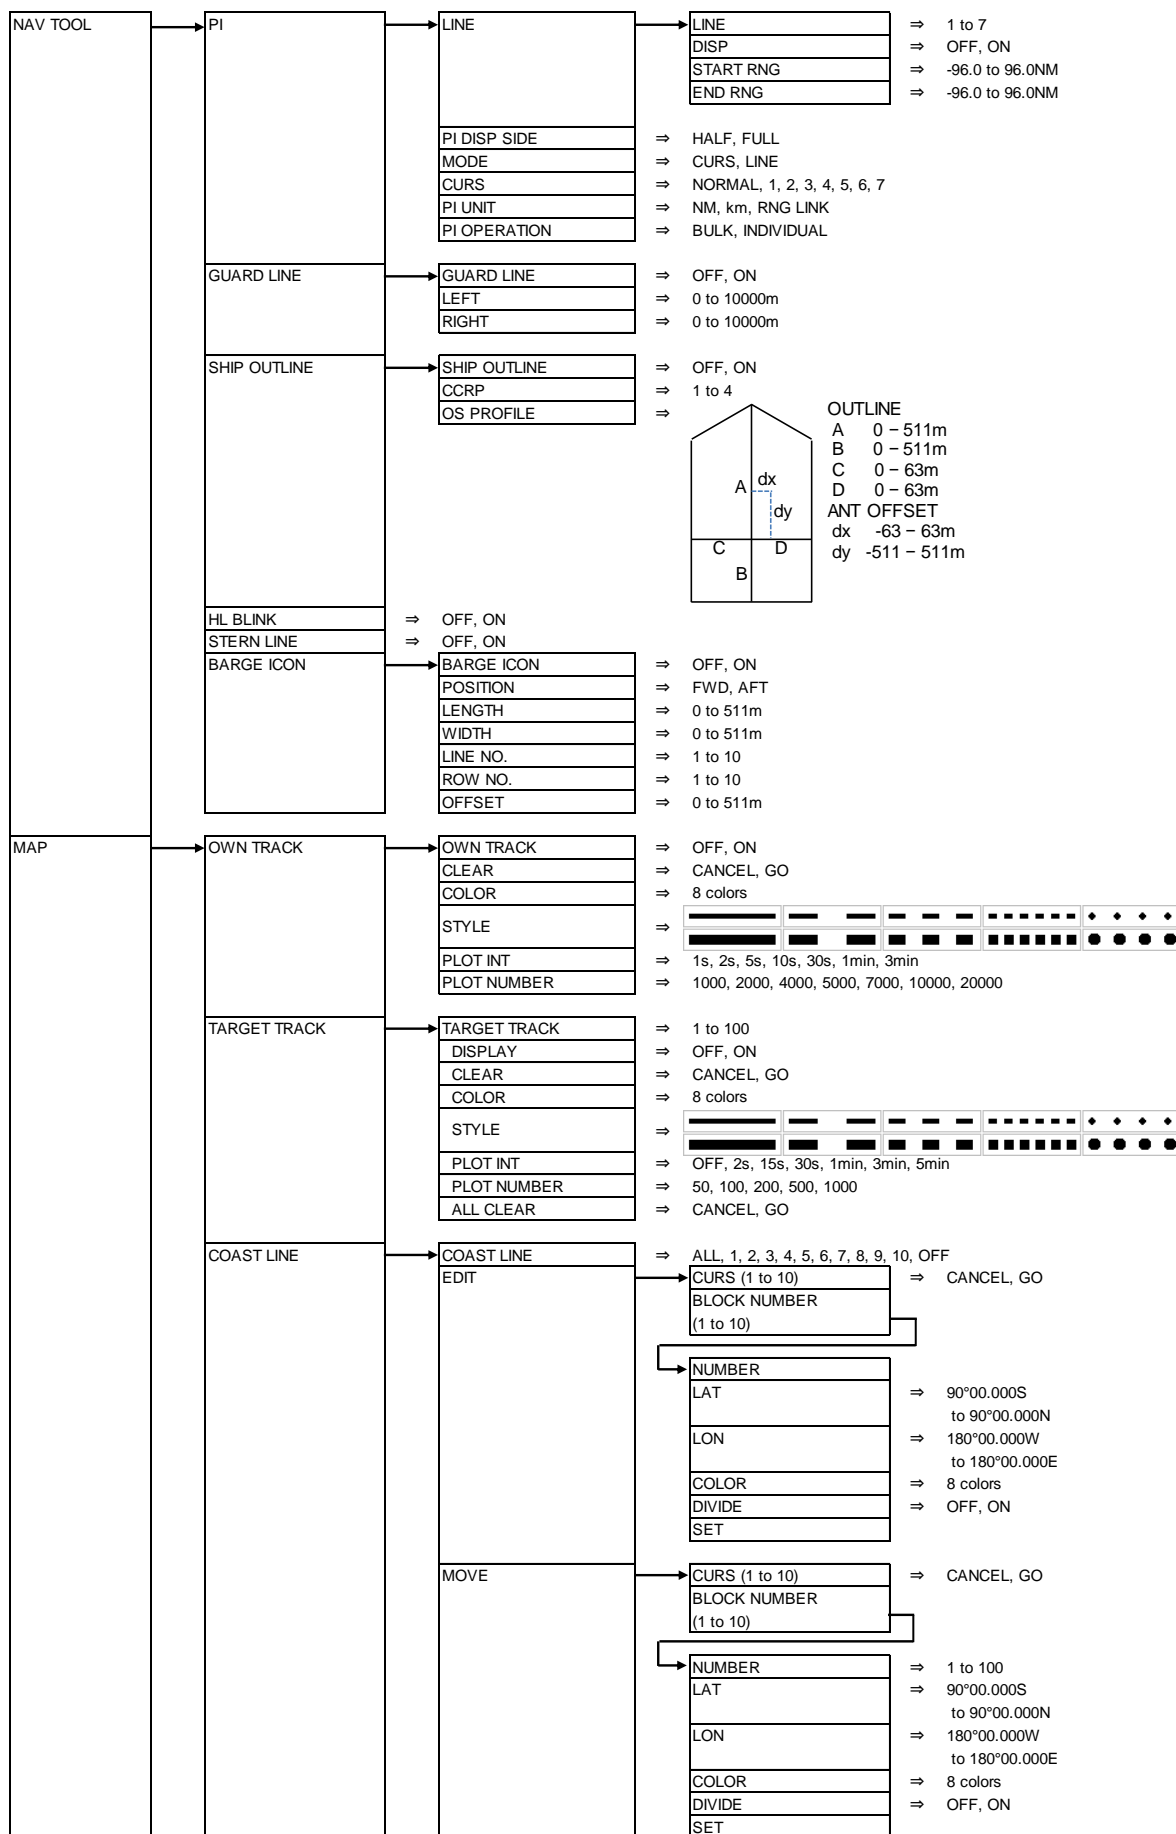 NAV TOOL PI LINE LINE ⇒ 1 to 7
DISP ⇒ OFF, ON
START RNG ⇒ -96.0 to 96.0NM
END RNG ⇒ -96.0 to 96.0NM
PI DISP SIDE ⇒ HALF, FULL
MODE ⇒ CURS, LINE
CURS ⇒ NORMAL, 1, 2, 3, 4, 5, 6, 7
PI UNIT ⇒ NM, km, RNG LINK
PI OPERATION ⇒ BULK, INDIVIDUAL
GUARD LINE GUARD LINE ⇒ OFF, ON
LEFT ⇒ 0 to 10000m
RIGHT ⇒ 0 to 10000m
SHIP OUTLINE SHIP OUTLINE ⇒ OFF, ON
CCRP ⇒ 1 to 4
OS PROFILE ⇒
OUTLINE
A 0 – 511m
B 0 – 511m
C 0 – 63m
D 0 – 63m
ANT OFFSET
dx -63 – 63m
dy -511 – 511m
A dx
dy
C D
B
HL BLINK ⇒ OFF, ON
STERN LINE ⇒ OFF, ON
BARGE ICON BARGE ICON ⇒ OFF, ON
POSITION ⇒ FWD, AFT
LENGTH ⇒ 0 to 511m
WIDTH ⇒ 0 to 511m
LINE NO. ⇒ 1 to 10
ROW NO. ⇒ 1 to 10
OFFSET ⇒ 0 to 511m
MAP OWN TRACK OWN TRACK ⇒ OFF, ON
CLEAR ⇒ CANCEL, GO
COLOR ⇒ 8 colors
STYLE ⇒
PLOT INT ⇒ 1s, 2s, 5s, 10s, 30s, 1min, 3min
PLOT NUMBER ⇒ 1000, 2000, 4000, 5000, 7000, 10000, 20000
TARGET TRACK TARGET TRACK ⇒ 1 to 100
DISPLAY ⇒ OFF, ON
CLEAR ⇒ CANCEL, GO
COLOR ⇒ 8 colors
STYLE ⇒
PLOT INT ⇒ OFF, 2s, 15s, 30s, 1min, 3min, 5min
PLOT NUMBER ⇒ 50, 100, 200, 500, 1000
ALL CLEAR ⇒ CANCEL, GO
COAST LINE COAST LINE ⇒ ALL, 1, 2, 3, 4, 5, 6, 7, 8, 9, 10, OFF
EDIT CURS (1 to 10) ⇒ CANCEL, GO
BLOCK NUMBER
(1 to 10)
NUMBER
LAT ⇒ 90°00.000S
to 90°00.000N
LON ⇒ 180°00.000W
to 180°00.000E
COLOR ⇒ 8 colors
DIVIDE ⇒ OFF, ON
SET
MOVE CURS (1 to 10) ⇒ CANCEL, GO
BLOCK NUMBER
(1 to 10)
NUMBER ⇒ 1 to 100
LAT ⇒ 90°00.000S
to 90°00.000N
LON ⇒ 180°00.000W
to 180°00.000E
COLOR ⇒ 8 colors
DIVIDE ⇒ OFF, ON
SET